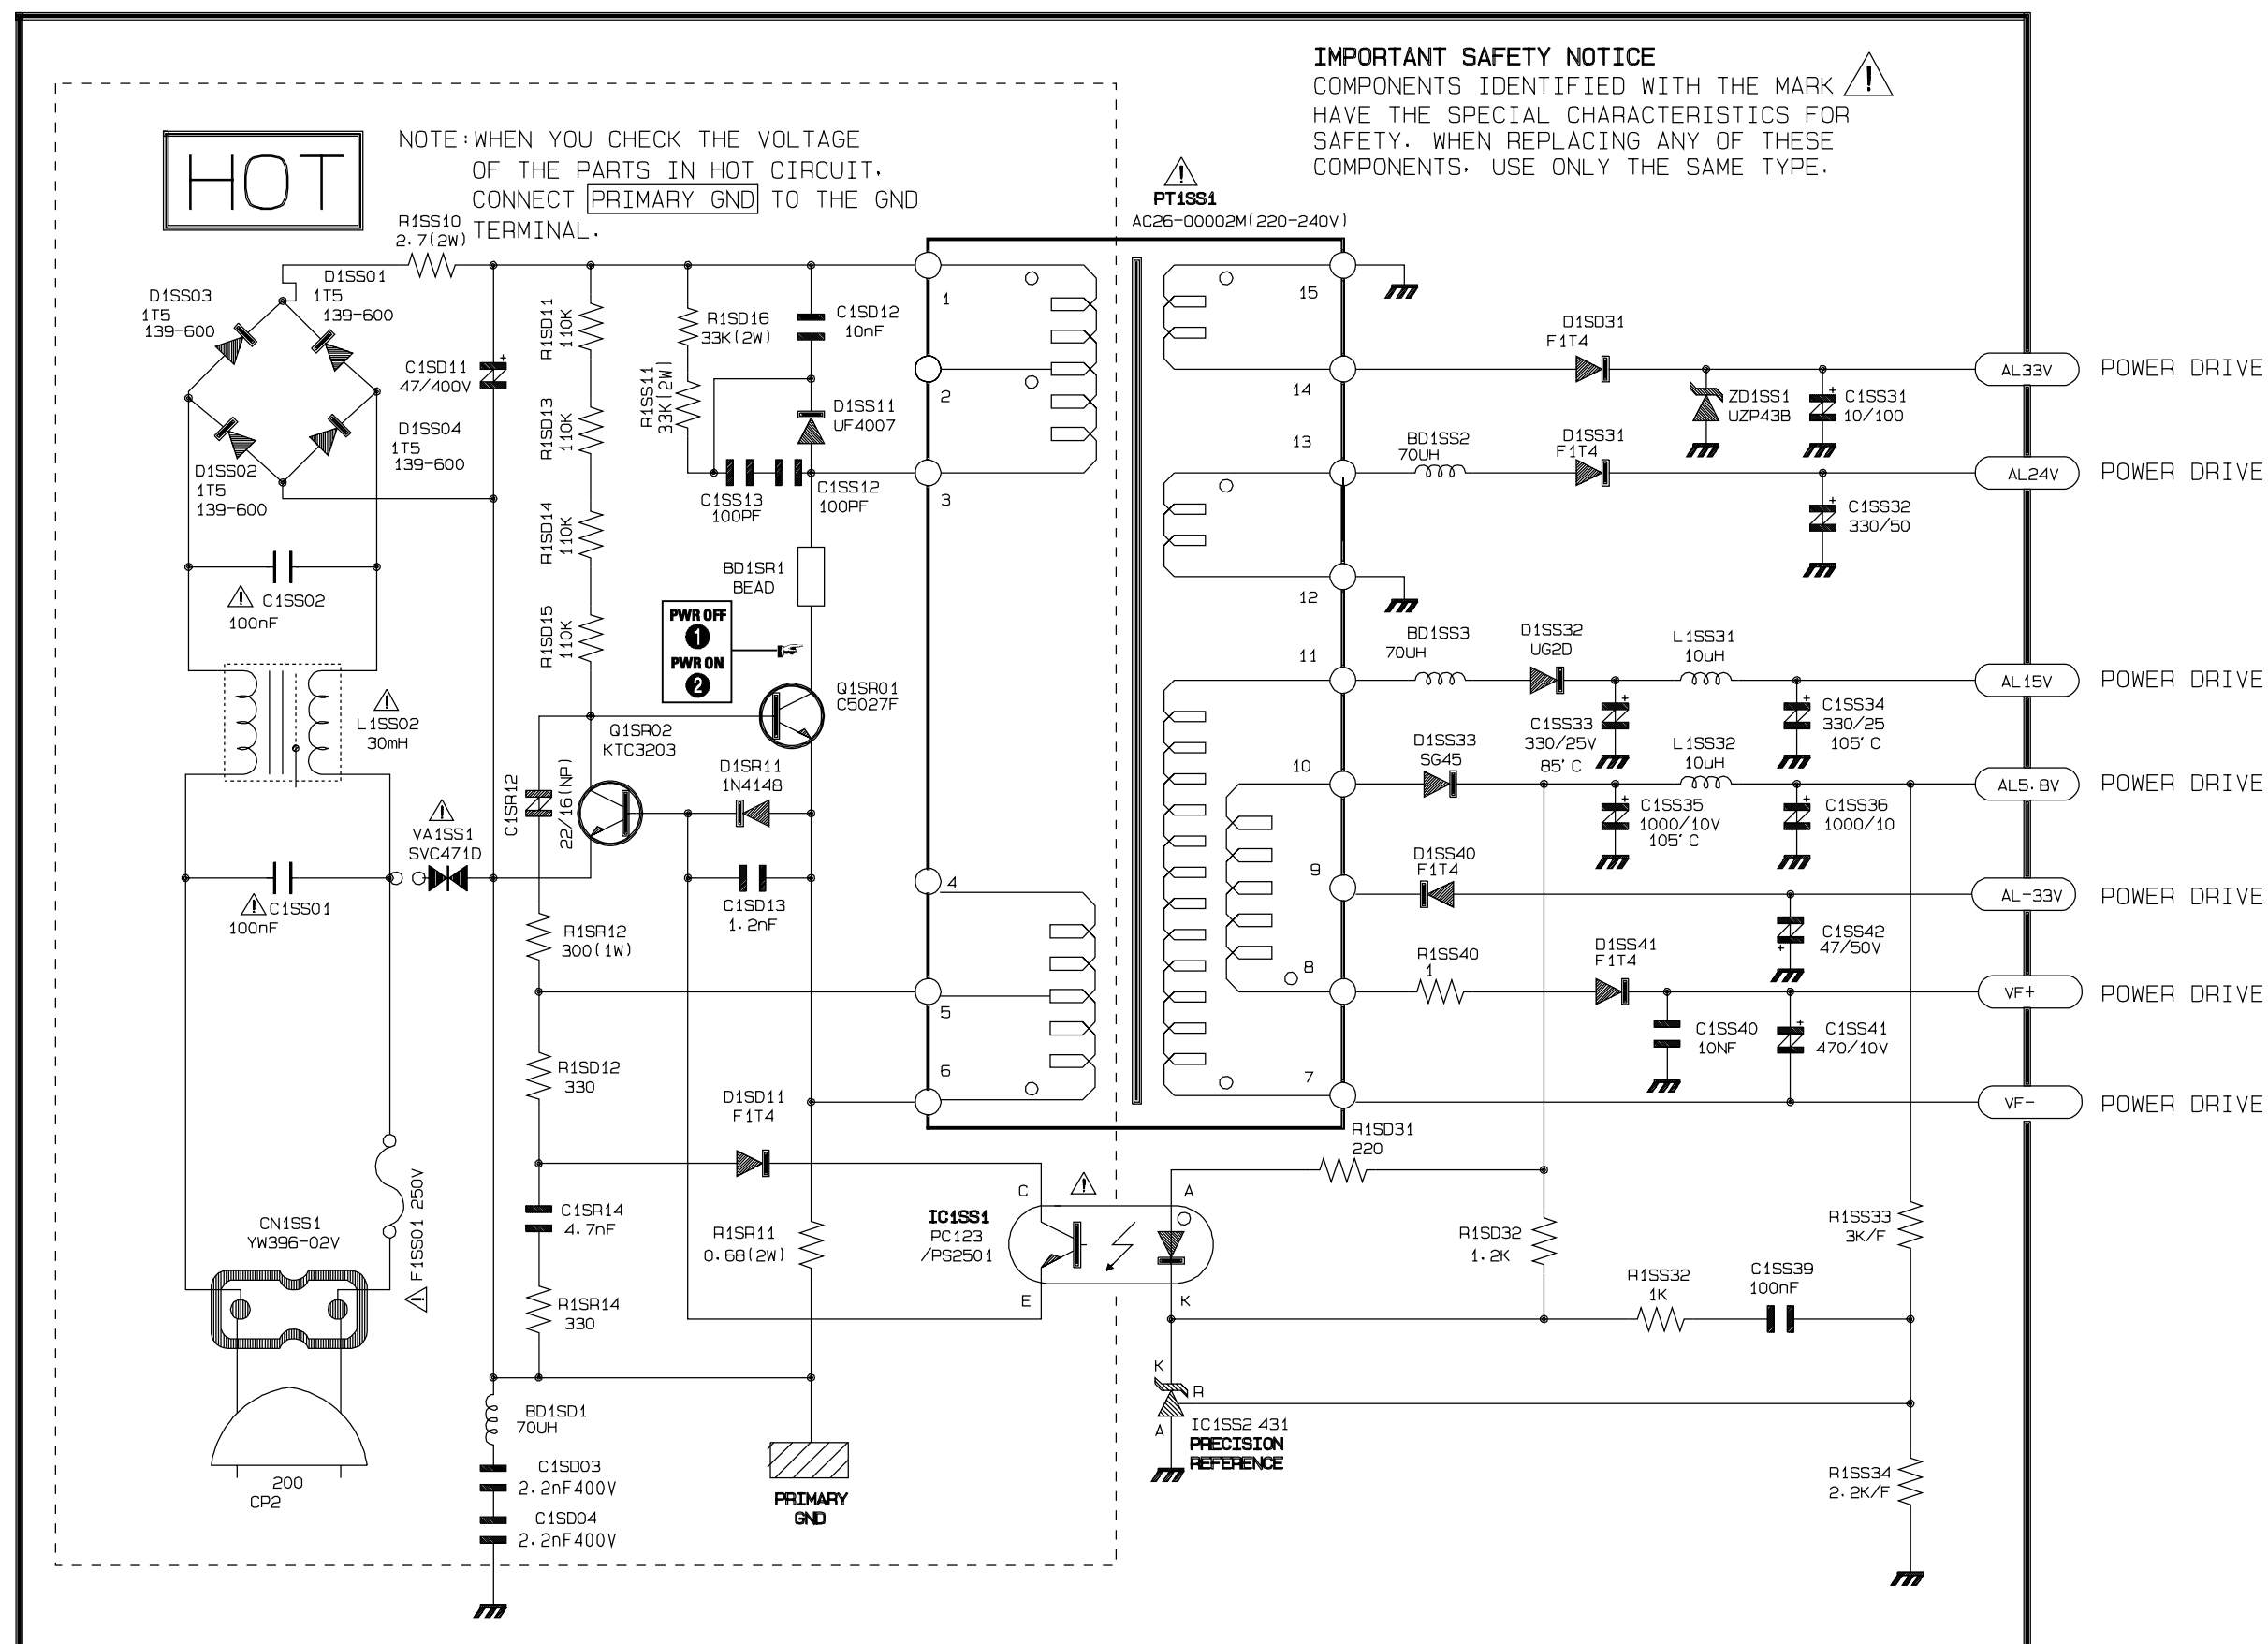 IMPORTANT SAFETY NOTICE
COMPONENTS IDENTIFIED WITH THE MARK
HAVE THE SPECIAL CHARACTERISTICS FOR
SAFETY. WHEN REPLACING ANY OF THESE
COMPONENTS, USE ONLY THE SAME TYPE.
HOT
NOTE:WHEN YOU CHECK THE VOLTAGE
OF THE PARTS IN HOT CIRCUIT,
CONNECT PRIMARY GND TO THE GND
TERMINAL.
PT1SS1
AC26-00002M(220-240V)
R1SS10
2.7(2W)
D1SS01
1T5
139-600
D1SS03
1T5
139-600
D1SS04
1T5
139-600
D1SS02
1T5
139-600
C1SD11
47/400V
+
R1SD11
110K
R1SD13
110K
R1SD14
110K
R1SD15
110K
R1SD16
33K(2W)
R1SS11
33K(2W)
C1SD12
10nF
D1SS11
UF4007
C1SS13
100PF
C1SS12
100PF
BD1SR1
BEAD
PWR OFF
1
PWR ON
2
Q1SR01
C5027F
Q1SR02
KTC3203
C1SR12
22/16(NP)
D1SR11
1N4148
C1SD13
1.2nF
C1SS02
100nF
L1SS02
30mH
VA1SS1
SVC471D
C1SS01
100nF
R1SR12
300(1W)
R1SD12
330
D1SD11
F1T4
C1SR14
4.7nF
R1SR11
0.68(2W)
R1SR14
330
CN1SS1
YW396-02V
F1SS01 250V
200
CP2
BD1SD1
70UH
C1SD03
2.2nF400V
C1SD04
2.2nF400V
PRIMARY
GND
1
2
3
4
5
6
15
14
13
12
11
10
9
8
7
D1SD31
F1T4
ZD1SS1
UZP43B
+
C1SS31
10/100
AL33V
POWER DRIVE
BD1SS2
70UH
D1SS31
F1T4
+
C1SS32
330/50
AL24V
POWER DRIVE
BD1SS3
70UH
D1SS32
UG2D
L1SS31
10uH
+
C1SS33
330/25V
85'C
+
C1SS34
330/25
105'C
AL15V
POWER DRIVE
D1SS33
SG45
L1SS32
10uH
+
C1SS35
1000/10V
105'C
+
C1SS36
1000/10
AL5.8V
POWER DRIVE
D1SS40
F1T4
C1SS42
47/50V
+
AL-33V
POWER DRIVE
R1SS40
1
D1SS41
F1T4
C1SS40
10NF
+
C1SS41
470/10V
VF+
POWER DRIVE
VF-
POWER DRIVE
R1SD31
220
C
A
IC1SS1
PC123
/PS2501
E
K
R1SD32
1.2K
R1SS33
3K/F
R1SS32
1K
C1SS39
100nF
K
R
A
IC1SS2 431
PRECISION
REFERENCE
R1SS34
2.2K/F